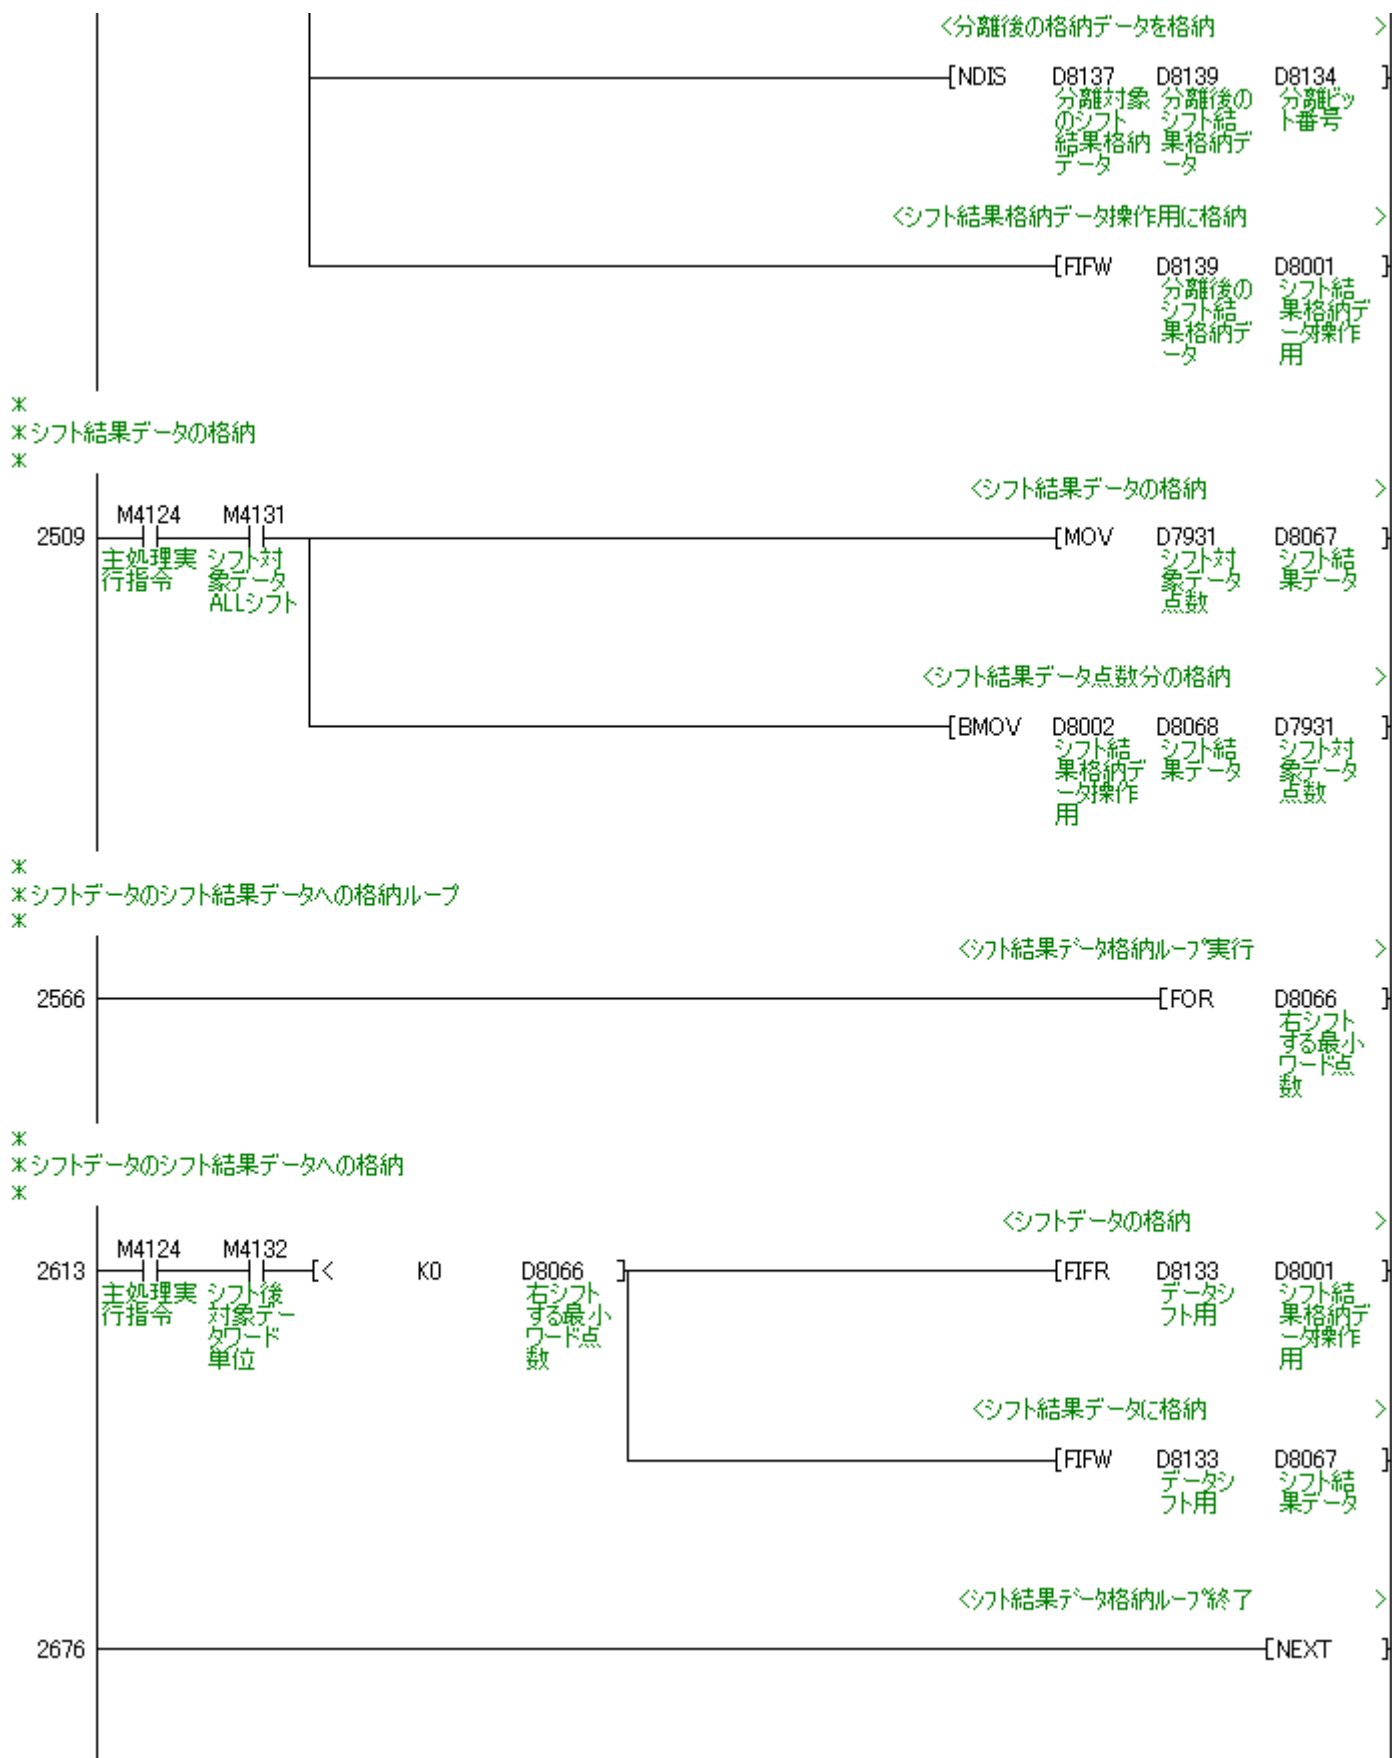 <分離後の格納データを格納 >
[NDIS D8137 D8139 D8134 ]
分離対象 分離後の 分離ビッ
のシフト シフト結 ト番号
結果格納 果格納デ
データ ータ
<シフト結果格納データ操作用に格納 >
[FIFW D8139 D8001 ]
分離後の シフト結
シフト結 果格納デ
果格納デ ータ操作
ータ 用
*
*シフト結果データの格納
*
<シフト結果データの格納 >
M4124 M4131
2509 [MOV D7931 D8067 ]
主処理実 シフト対 シフト対 シフト結
行指令 象データ 象データ 果データ
ALLシフト 点数
<シフト結果データ点数分の格納 >
[BMOV D8002 D8068 D7931 ]
シフト結 シフト結 シフト対
果格納デ 果データ 象データ
ータ操作 点数
用
*
*シフトデータのシフト結果データへの格納ループ
*
<シフト結果データ格納ループ実行 >
2566 [FOR D8066 ]
右シフト
する最小
ワード点
数
*
*シフトデータのシフト結果データへの格納
*
<シフトデータの格納 >
M4124 M4132
2613 [< K0 D8066 ] [FIFR D8133 D8001 ]
主処理実 シフト後 右シフト データシ シフト結
行指令 対象デー する最小 フト用 果格納デ
タワード ワード点 ータ操作
単位 数 用
<シフト結果データに格納 >
[FIFW D8133 D8067 ]
データシ シフト結
フト用 果データ
<シフト結果データ格納ループ終了 >
2676 [NEXT ]